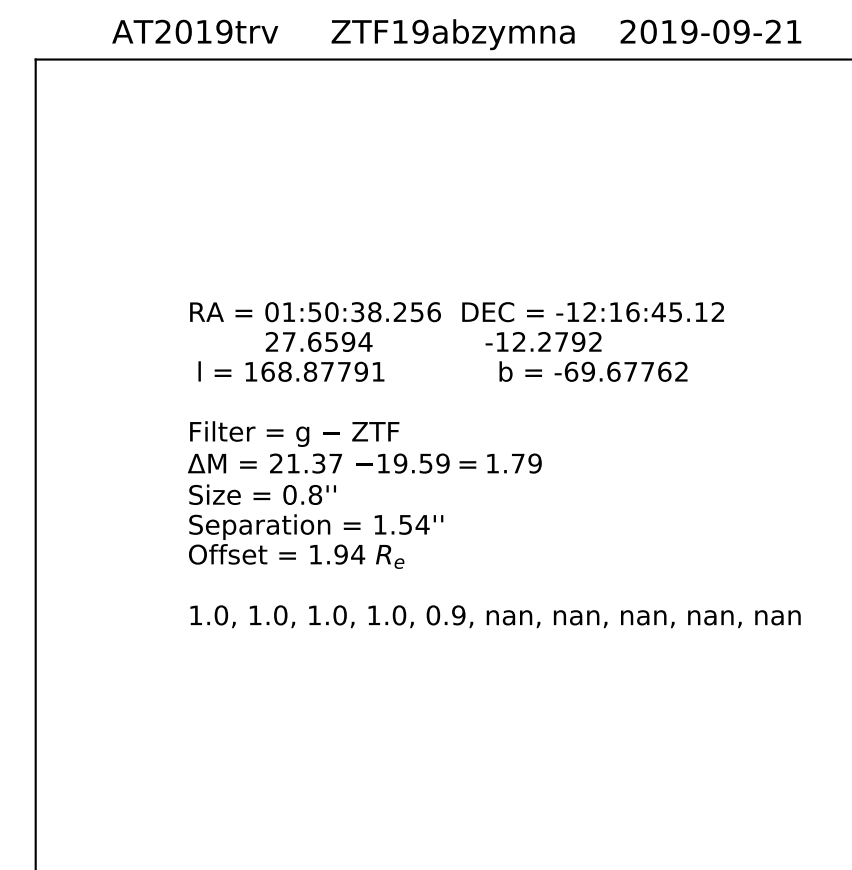 AT2019trv ZTF19abzymna 2019-09-21
RA = 01:50:38.256 DEC = -12:16:45.12
27.6594 -12.2792
l = 168.87791 b = -69.67762
Filter = g − ZTF
ΔM = 21.37 −19.59 = 1.79
Size = 0.8''
Separation = 1.54''
Offset = 1.94 Re
1.0, 1.0, 1.0, 1.0, 0.9, nan, nan, nan, nan, nan